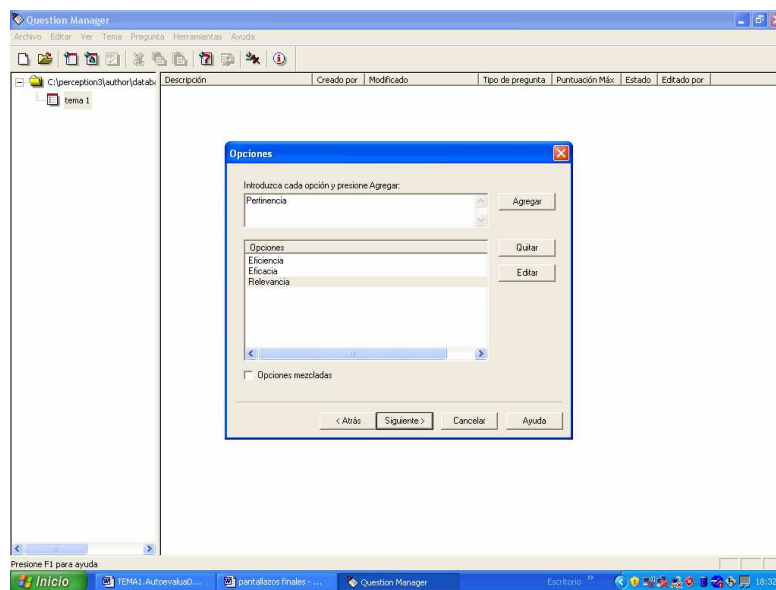 Question Manager
Archivo Editar Ver Tema Pregunta Herramientas Ayuda
C:\perception3\author\databa
Descripción Creado por Modificado Tipo de pregunta Puntuación Máx Estado Editado por
tema 1
Opciones
Introduzca cada opción y presione Agregar:
Pertinencia
Agregar
Opciones
Quitar
Eficiencia
Eficacia
Editar
Relevancia
Opciones mezcladas
< Atrás Siguiente > Cancelar Ayuda
Presione F1 para ayuda
Inicio TEMA1.AutoevaluaD... pantallazos finales - ... Question Manager Escritorio » 18:32